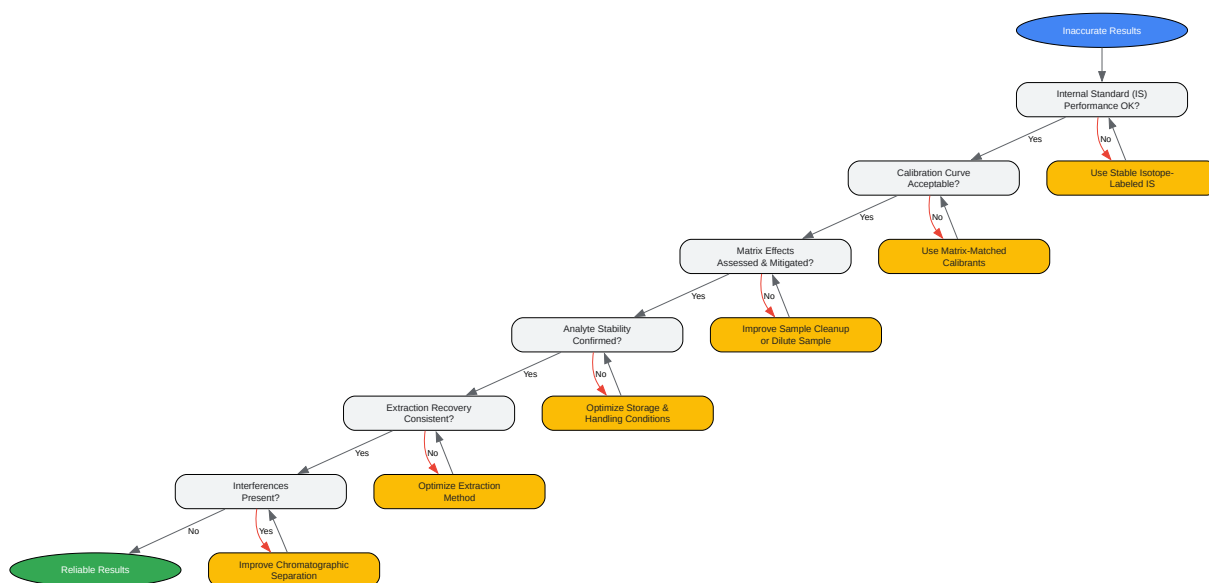 Inaccurate Results
Internal Standard (IS)
Performance OK?
Yes
No
Calibration Curve
Acceptable?
Use Stable Isotope-
Labeled IS
Yes
No
Matrix Effects
Assessed & Mitigated?
Use Matrix-Matched
Calibrants
Yes
No
Analyte Stability
Confirmed?
Improve Sample Cleanup
or Dilute Sample
Yes
No
Extraction Recovery
Consistent?
Optimize Storage &
Handling Conditions
Yes
No
Interferences
Present?
Optimize Extraction
Method
No
Yes
Reliable Results
Improve Chromatographic
Separation